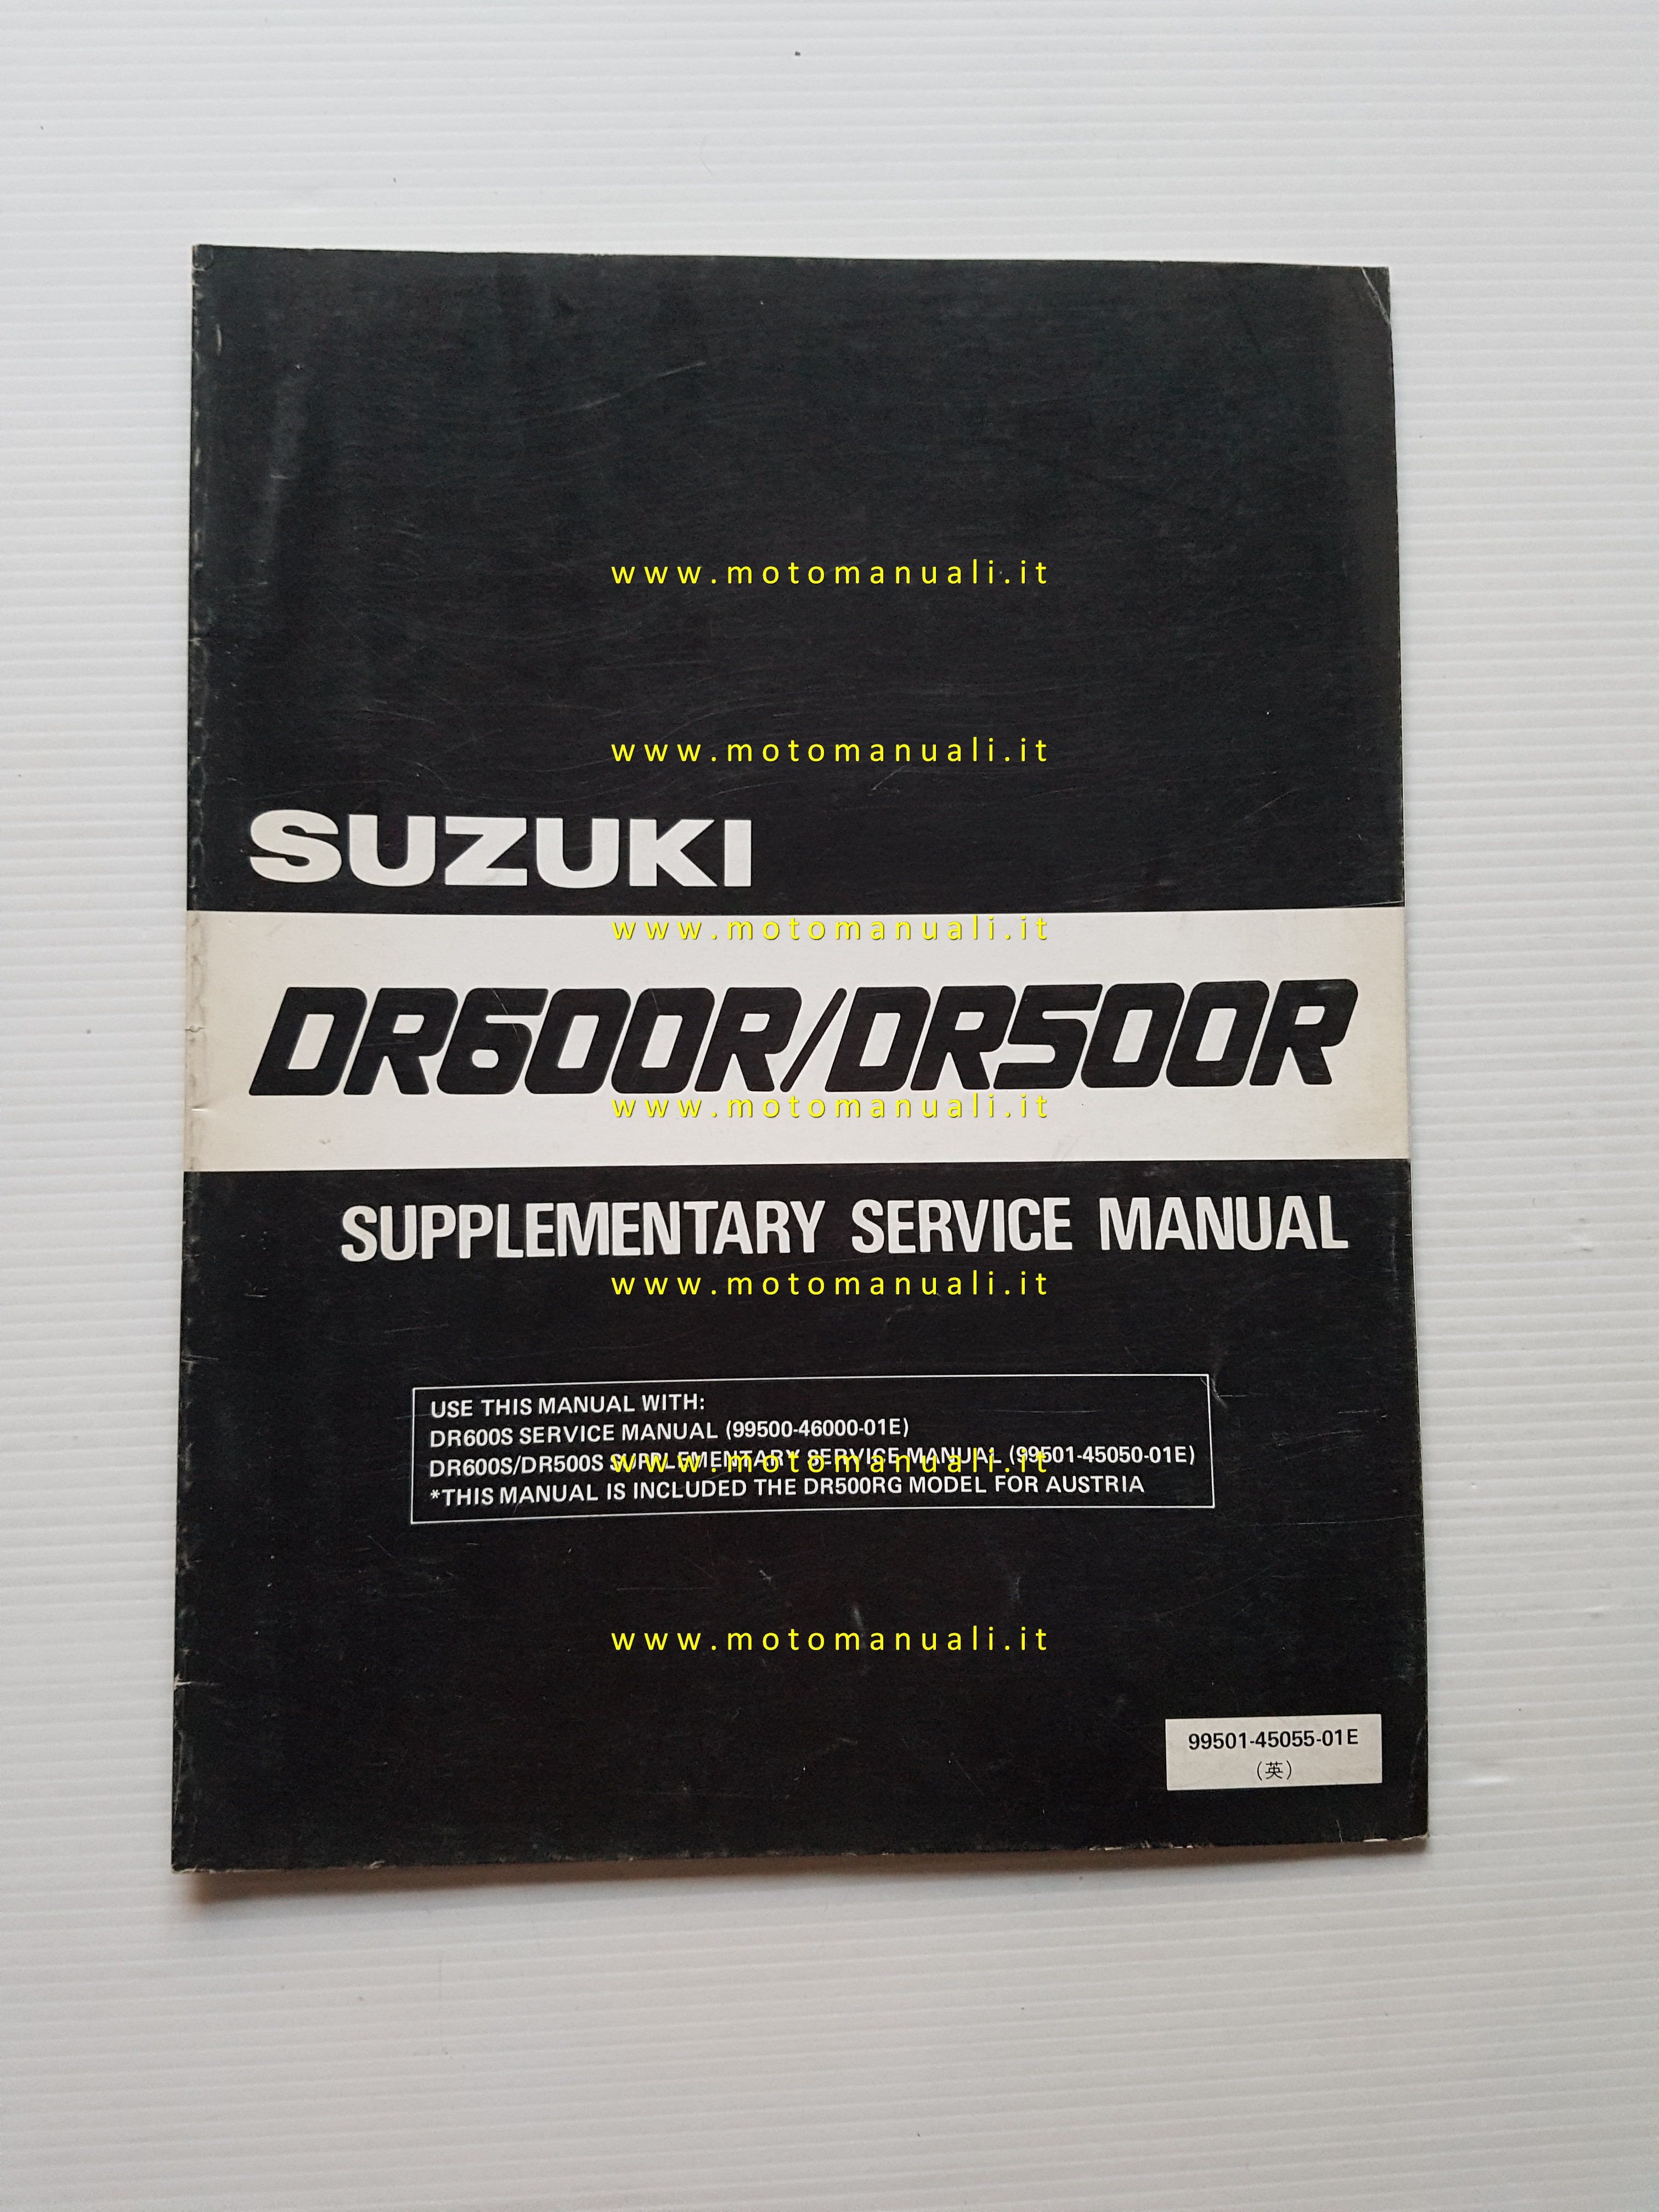 www.motomanuali.it
www.motomanuali.it
SUZUKI
www.motomanuali.it
DR600R/DR500R
www.motomanuali.it
SUPPLEMENTARY SERVICE MANUAL
www.motomanuali.it
USE THIS MANUAL WITH:
DR600S SERVICE MANUAL (99500-46000-01E)
DR600S/DR500S SUPPLEMENTARY SERVICE MANUAL (99501-45050-01E)
www.motomanuali.it
*THIS MANUAL IS INCLUDED THE DR500RG MODEL FOR AUSTRIA
www.motomanuali.it
99501-45055-01E
(英)